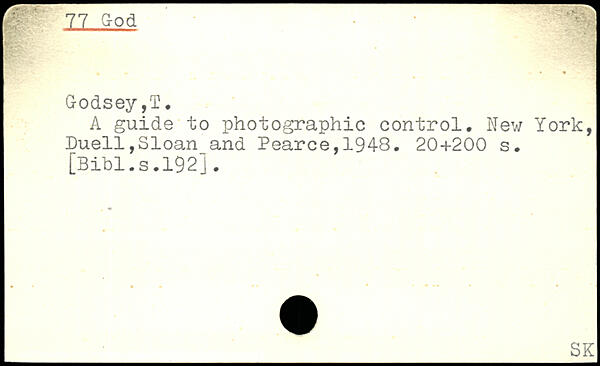 77 God
Godsey,T.
A guide to photographic control. New York,
Duell,Sloan and Pearce,1948. 20+200 s.
[Bibl.s.192].
SK